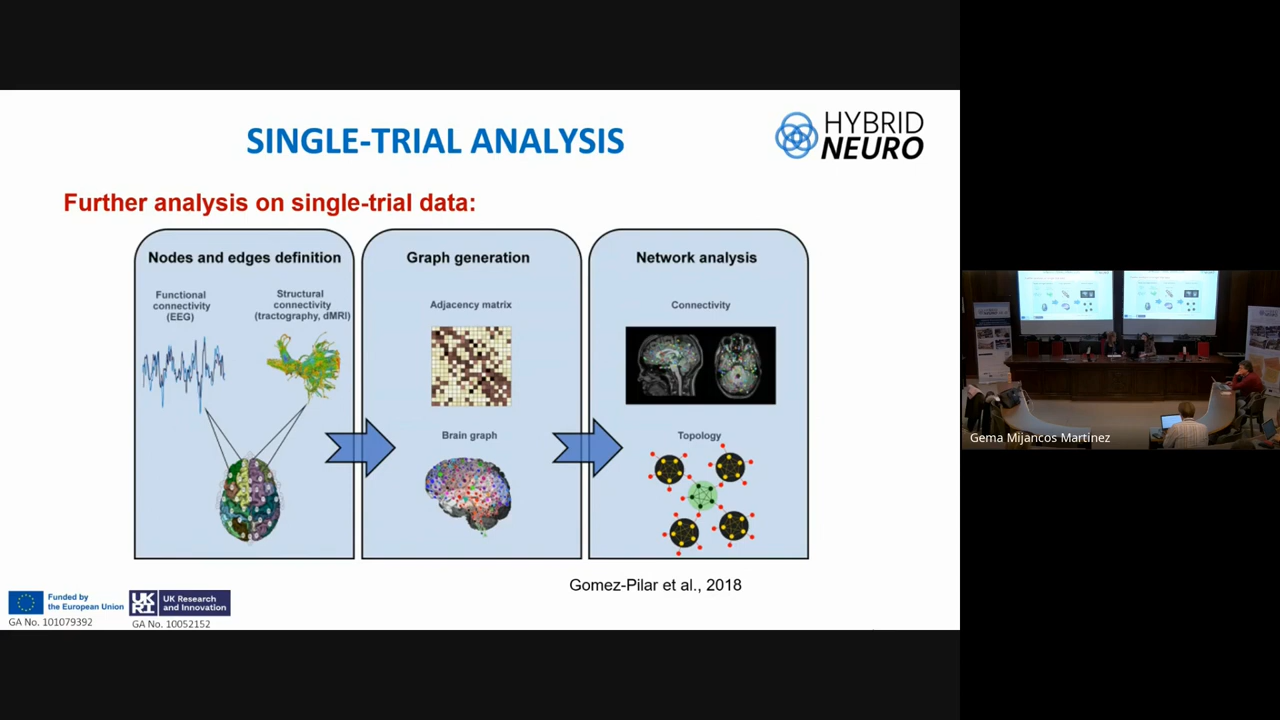 SINGLE-TRIAL ANALYSIS
HYBRID
NEURO
Further analysis on single-trial data:
Nodes and edges definition
Functional
connectivity
(EEG)
Structural
connectivity
(tractography, dMRI)
Graph generation
Adjacency matrix
Brain graph
Network analysis
Connectivity
Topology
Gomez-Pilar et al., 2018
Funded by
the European Union
GA No. 101079392
UKRI
UK Research
and Innovation
GA No. 10052152
Gema Mijancos Martínez